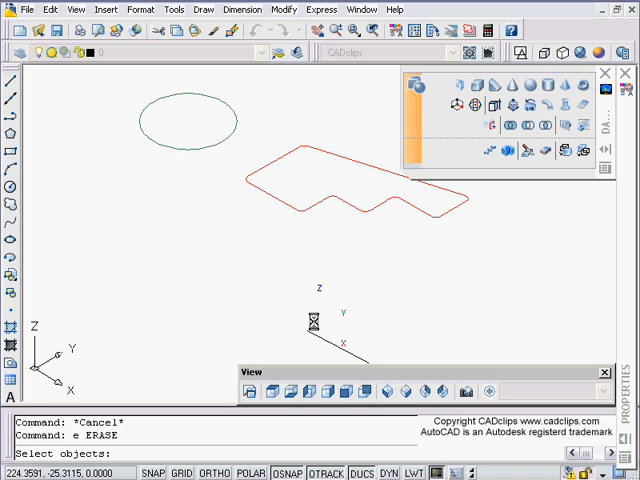 File Edit View Insert Format Tools Draw Dimension Modify Express Window Help
0
CADclips
A
DA...
Z
Y
X
Z
Y
X
View
PROPERTIES
A
Command: *Cancel*
Command: e ERASE
Select objects:
Copyright CADclips www.cadclips.com
AutoCAD is an Autodesk registerd trademark
224.3591, -25.3115, 0.0000 SNAP GRID ORTHO POLAR OSNAP OTRACK DUCS DYN LWT